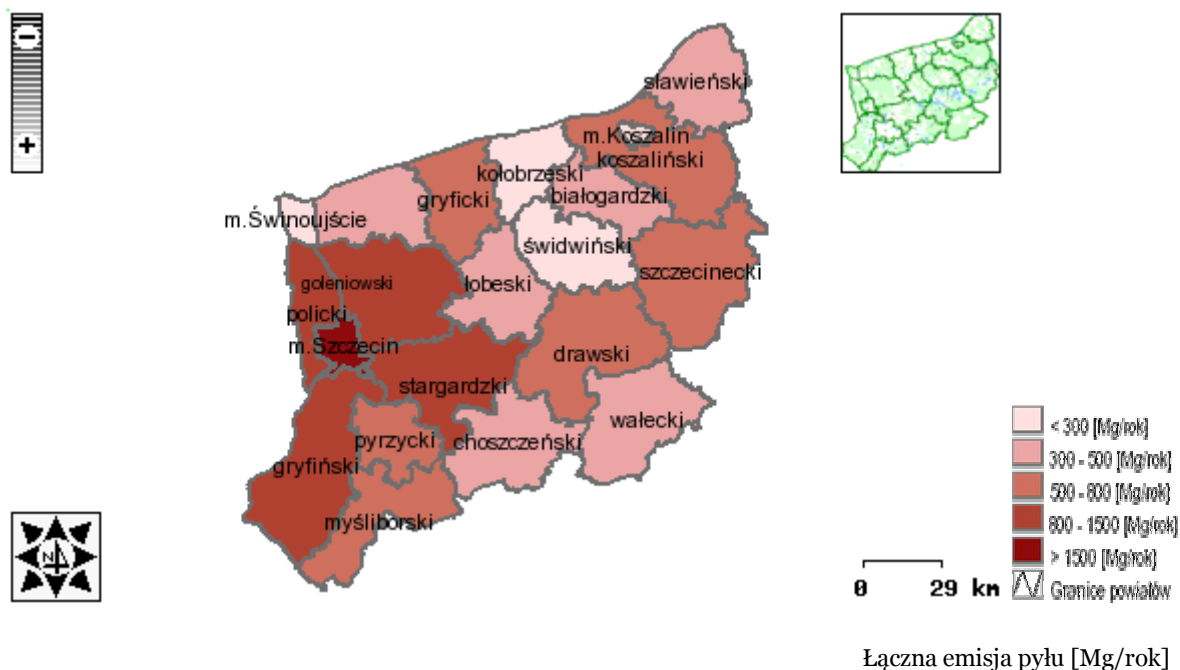 sławieński
m.Koszalin
koszaliński
kołobrzeski
białogardzki
gryficki
m.Świnoujście
świdwiński
szczecinecki
goleniowski
łobeski
policki
m.Szczecin
drawski
stargardzki
wałecki
pyrzycki
choszczeński
gryfiński
myśliborski
N
< 300 [Mg/rok]
300 - 500 [Mg/rok]
500 - 800 [Mg/rok]
800 - 1500 [Mg/rok]
> 1500 [Mg/rok]
Granice powiatów
0 29 km
Łączna emisja pyłu [Mg/rok]